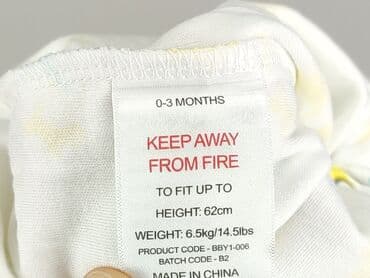 0-3 MONTHS
KEEP AWAY
FROM FIRE
TO FIT UP TO
HEIGHT: 62cm
WEIGHT: 6.5kg/14.5lbs
PRODUCT CODE - BBY1-006
BATCH CODE - B2
MADE IN CHINA